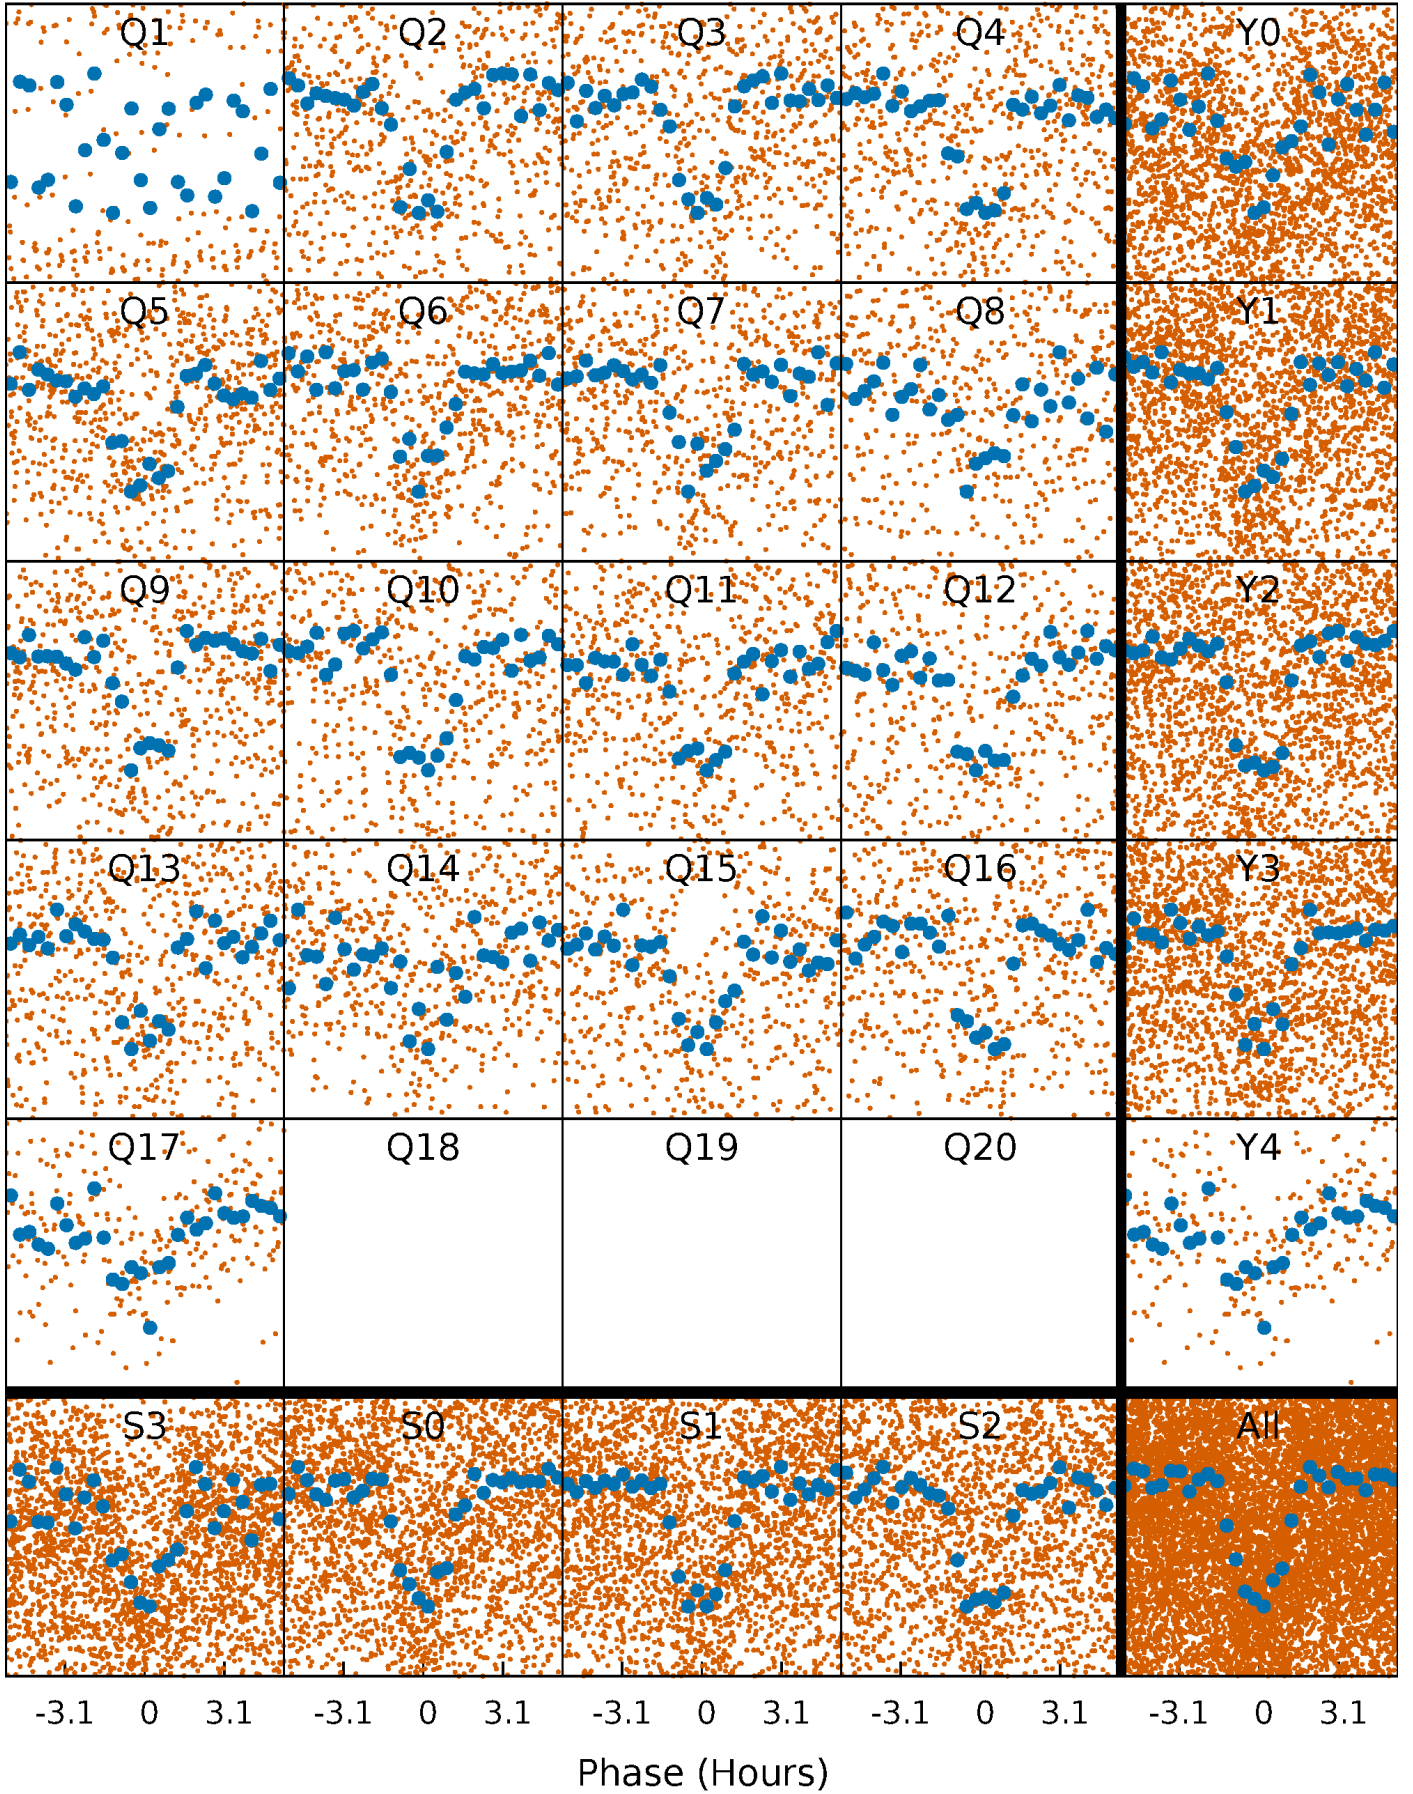 Q1 Q2 Q3 Q4 Y0
Q5 Q6 Q7 Q8 Y1
Q9 Q10 Q11 Q12 Y2
Q13 Q14 Q15 Q16 Y3
Q17 Q18 Q19 Q20 Y4
S3 S0 S1 S2 All
-3.1 0 3.1 -3.1 0 3.1 -3.1 0 3.1 -3.1 0 3.1 -3.1 0 3.1
Phase (Hours)